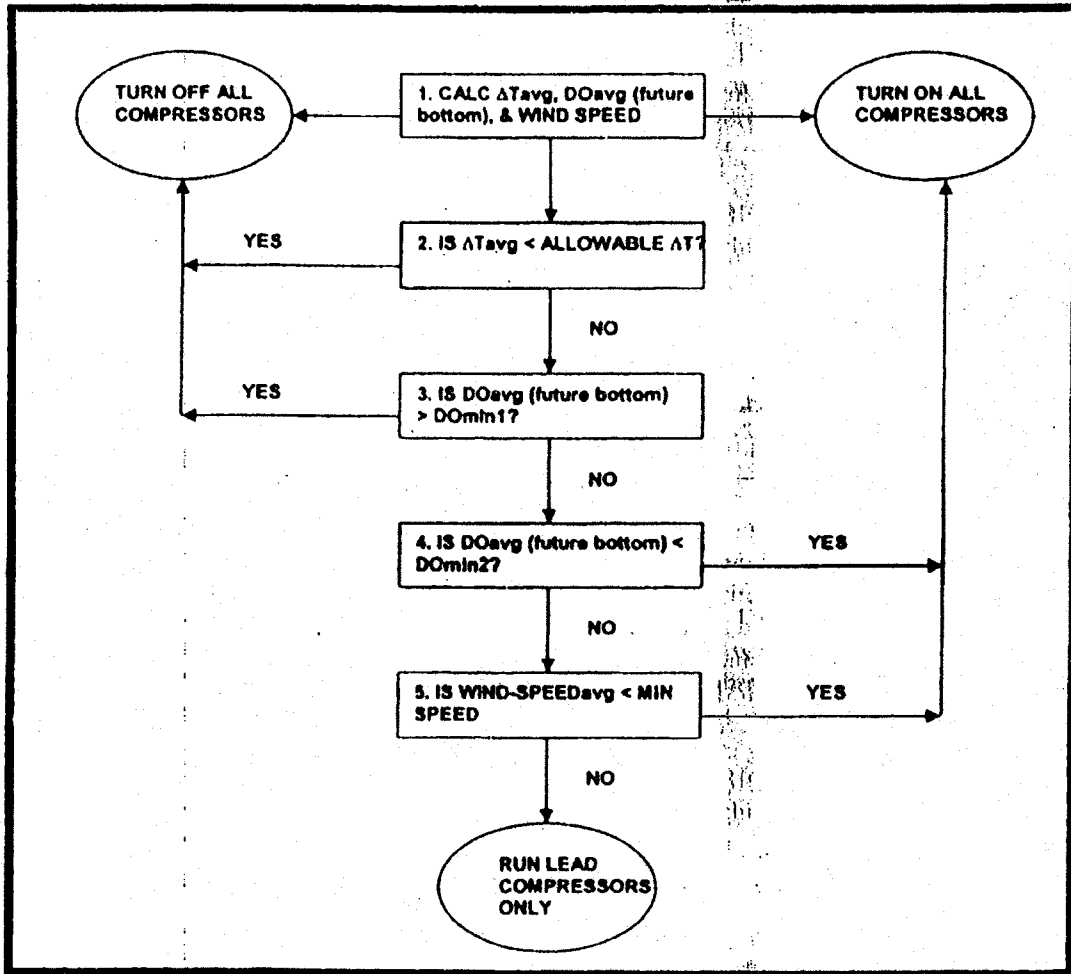 TURN OFF ALL
COMPRESSORS
1. CALC ΔTavg, DOavg (future
bottom), & WIND SPEED
TURN ON ALL
COMPRESSORS
YES
2. IS ΔTavg < ALLOWABLE ΔT?
NO
YES
3. IS DOavg (future bottom)
> DOmin1?
NO
4. IS DOavg (future bottom) <
DOmin2?
YES
NO
5. IS WIND-SPEEDavg < MIN
SPEED
YES
NO
RUN LEAD
COMPRESSORS
ONLY